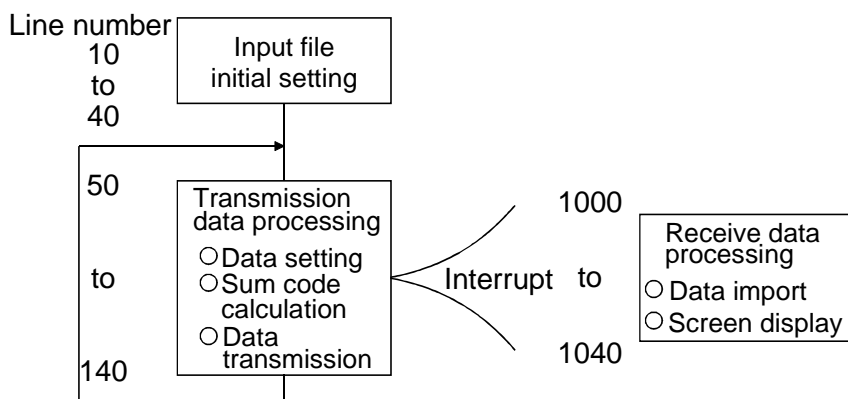 Line number
10
to
40
Input file
initial setting
50
to
140
Transmission
data processing
○ Data setting
○ Sum code
calculation
○ Data
transmission
Interrupt
1000
to
1040
Receive data
processing
○ Data import
○ Screen display